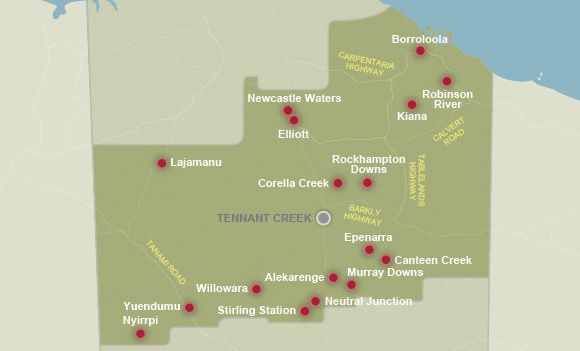 Borroloola
CARPENTARIA
HIGHWAY
Robinson
River
Newcastle Waters
Kiana
Elliott
CALVERT
ROAD
Lajamanu
Rockhampton
Downs
TABLELANDS
HIGHWAY
Corella Creek
BARKLY
HIGHWAY
TENNANT CREEK
Epenarra
TANAMI ROAD
Canteen Creek
Alekarenge
Murray Downs
Willowara
Neutral Junction
Yuendumu
Stirling Station
Nyirrpi